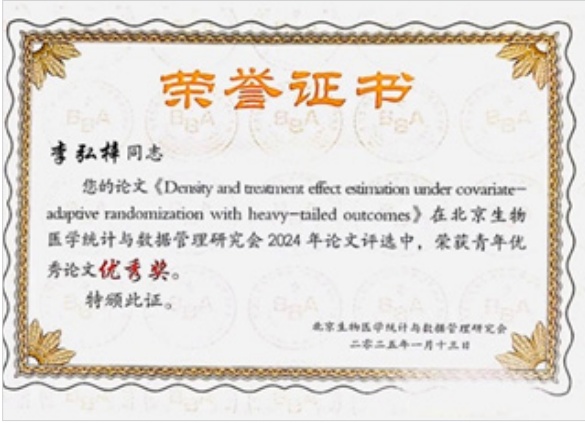 荣誉证书
李弘梓同志
您的论文《Density and treatment effect estimation under covariate-
adaptive randomization with heavy-tailed outcomes》在北京生物
医学统计与数据管理研究会2024年论文评选中，荣获青年优
秀论文优秀奖。
特颁此证。
北京生物医学统计与数据管理研究会
二零二五年一月十三日